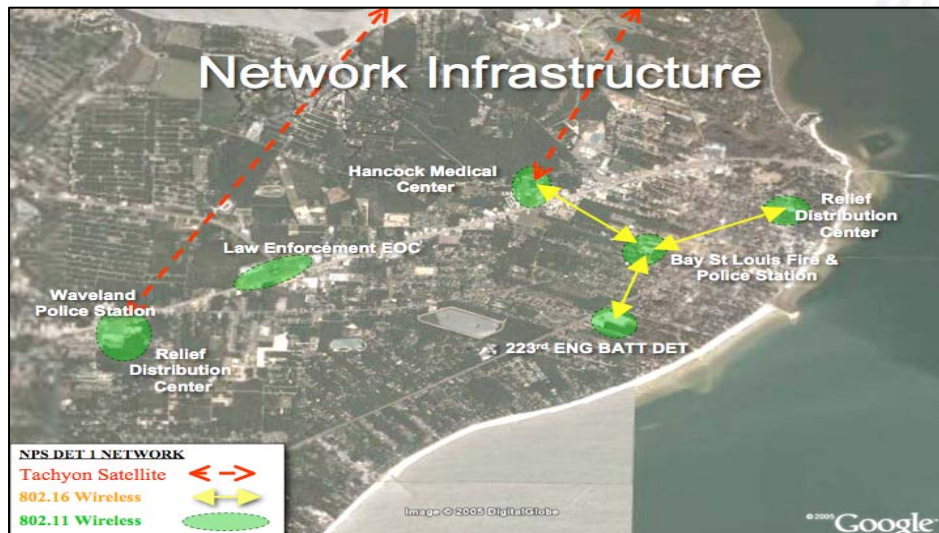 Network Infrastructure
Hancock Medical
Center
Relief
Distribution
Center
Law Enforcement EOC
Bay St Louis Fire &
Police Station
Waveland
Police Station
Relief
Distribution
Center
223rd ENG BATT DET
NPS DET 1 NETWORK
Tachyon Satellite
802.16 Wireless
802.11 Wireless
Image © 2005 DigitalGlobe
©2005 Google